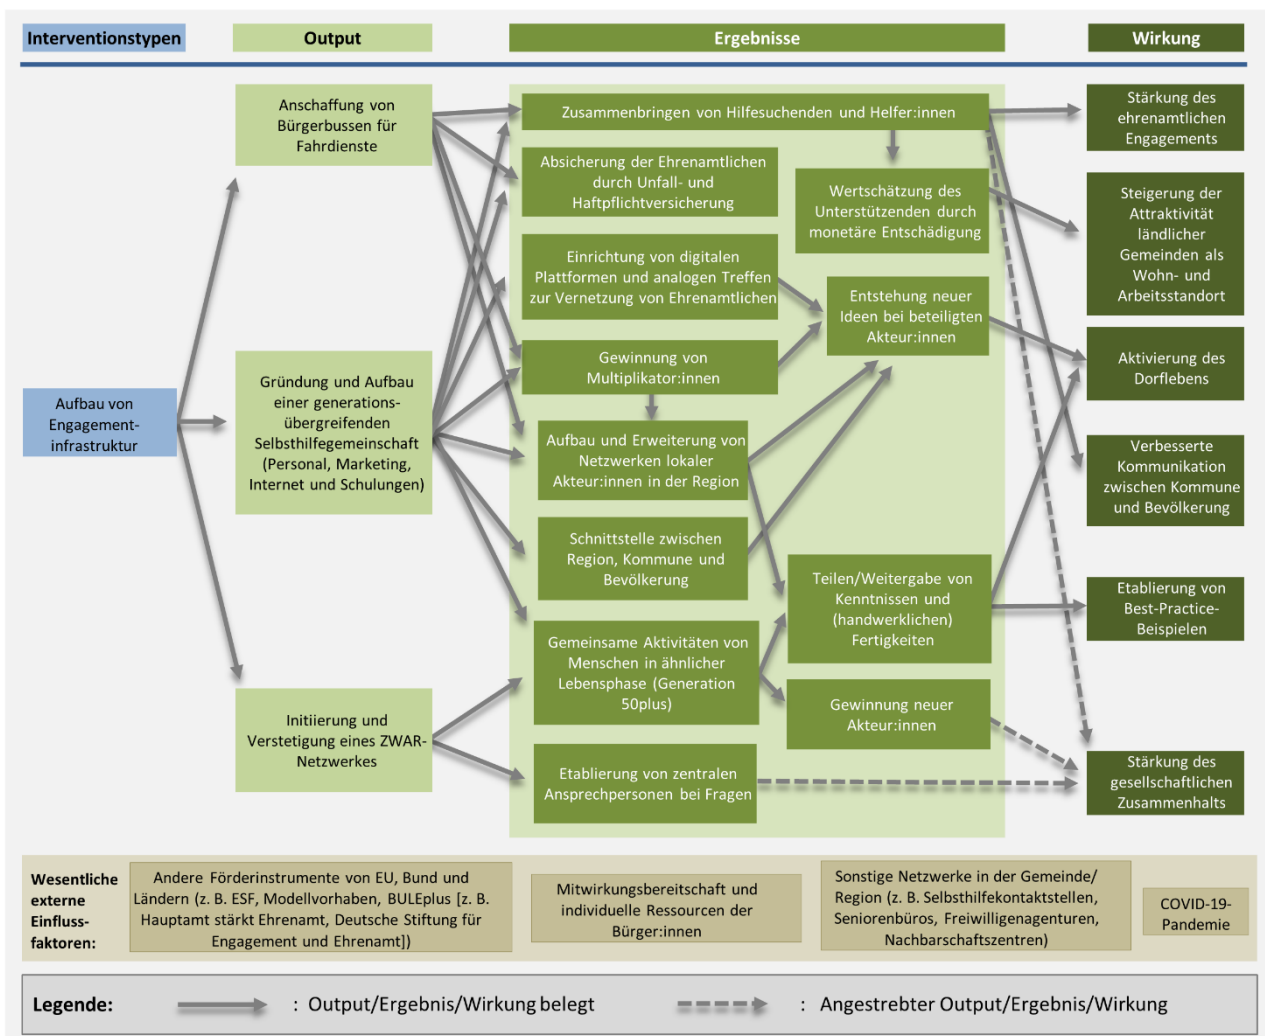 Interventionstypen
Output
Ergebnisse
Wirkung
Aufbau von
Engagement-
infrastruktur
Anschaffung von
Bürgerbussen für
Fahrdienste
Gründung und Aufbau
einer generations-
übergreifenden
Selbsthilfegemeinschaft
(Personal, Marketing,
Internet und Schulungen)
Initiierung und
Verstetigung eines ZWAR-
Netzwerkes
Zusammenbringen von Hilfesuchenden und Helfer:innen
Absicherung der Ehrenamtlichen
durch Unfall- und
Haftpflichtversicherung
Einrichtung von digitalen
Plattformen und analogen Treffen
zur Vernetzung von Ehrenamtlichen
Gewinnung von
Multiplikator:innen
Aufbau und Erweiterung von
Netzwerken lokaler
Akteur:innen in der Region
Schnittstelle zwischen
Region, Kommune und
Bevölkerung
Gemeinsame Aktivitäten von
Menschen in ähnlicher
Lebensphase (Generation
50plus)
Etablierung von zentralen
Ansprechpersonen bei Fragen
Wertschätzung des
Unterstützenden durch
monetäre Entschädigung
Entstehung neuer
Ideen bei beteiligten
Akteur:innen
Teilen/Weitergabe von
Kenntnissen und
(handwerklichen)
Fertigkeiten
Gewinnung neuer
Akteur:innen
Stärkung des
ehrenamtlichen
Engagements
Steigerung der
Attraktivität
ländlicher
Gemeinden als
Wohn- und
Arbeitsstandort
Aktivierung des
Dorflebens
Verbesserte
Kommunikation
zwischen Kommune
und Bevölkerung
Etablierung von
Best-Practice-
Beispielen
Stärkung des
gesellschaftlichen
Zusammenhalts
Wesentliche
externe
Einfluss-
faktoren:
Andere Förderinstrumente von EU, Bund und
Ländern (z. B. ESF, Modellvorhaben, BULEplus [z. B.
Hauptamt stärkt Ehrenamt, Deutsche Stiftung für
Engagement und Ehrenamt])
Mitwirkungsbereitschaft und
individuelle Ressourcen der
Bürger:innen
Sonstige Netzwerke in der Gemeinde/
Region (z. B. Selbsthilfekontaktstellen,
Seniorenbüros, Freiwilligenagenturen,
Nachbarschaftszentren)
COVID-19-
Pandemie
Legende:
: Output/Ergebnis/Wirkung belegt
: Angestrebter Output/Ergebnis/Wirkung